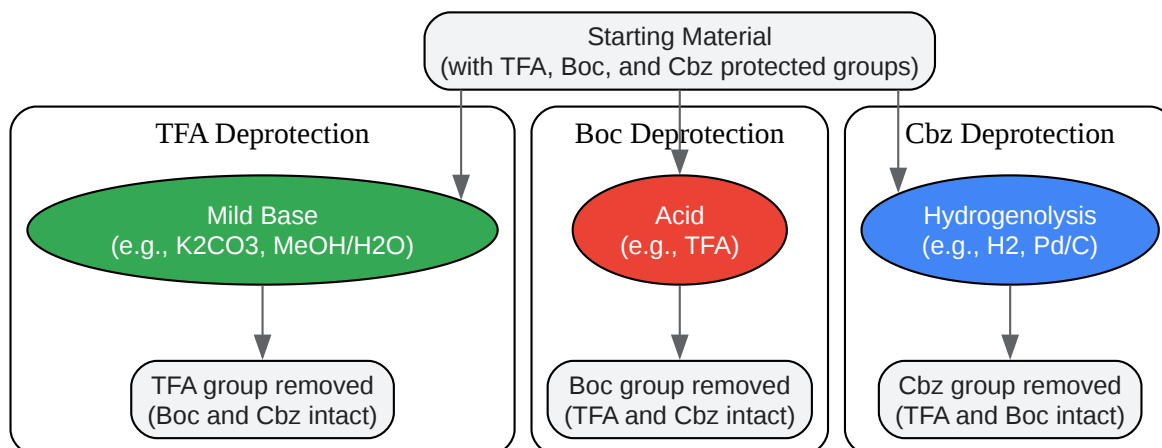 Starting Material
(with TFA, Boc, and Cbz protected groups)
TFA Deprotection
Mild Base
(e.g., K2CO3, MeOH/H2O)
TFA group removed
(Boc and Cbz intact)
Boc Deprotection
Acid
(e.g., TFA)
Boc group removed
(TFA and Cbz intact)
Cbz Deprotection
Hydrogenolysis
(e.g., H2, Pd/C)
Cbz group removed
(TFA and Boc intact)